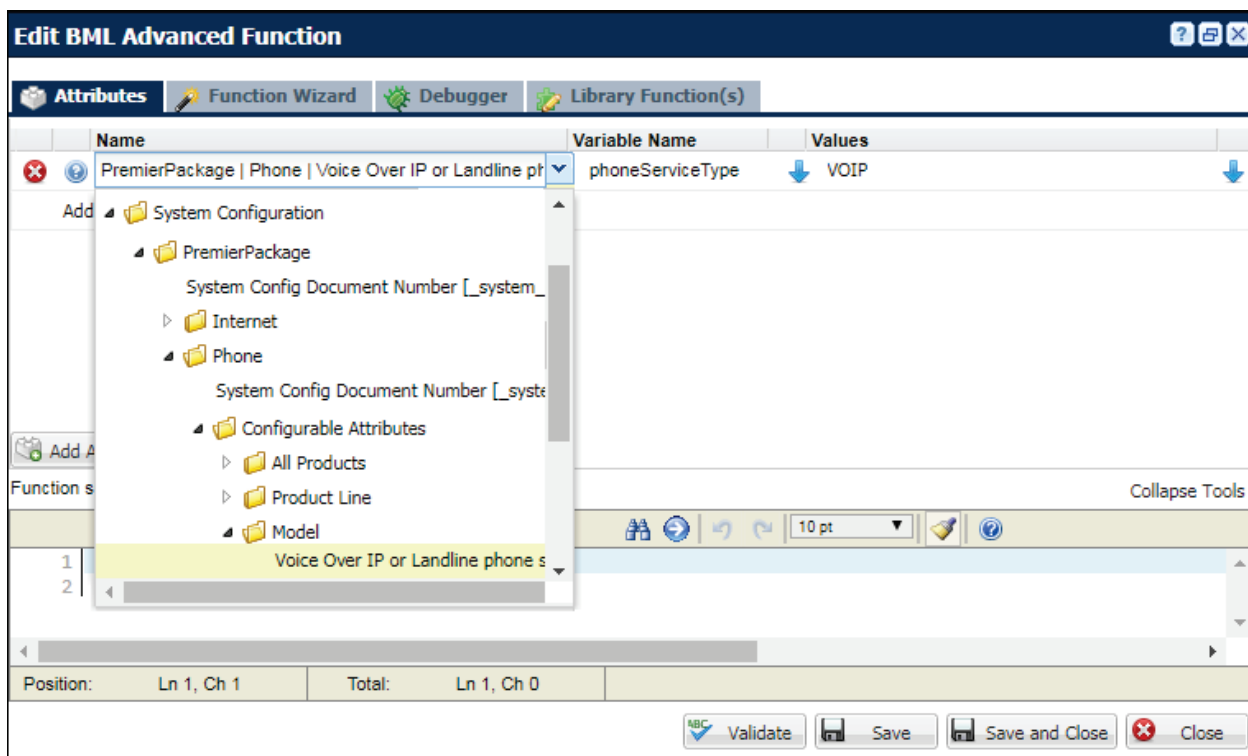 Edit BML Advanced Function
Attributes Function Wizard Debugger Library Function(s)
Name Variable Name Values
PremierPackage | Phone | Voice Over IP or Landline ph phoneServiceType VOIP
Add
System Configuration
PremierPackage
System Config Document Number [_system_
Internet
Phone
System Config Document Number [_syste
Configurable Attributes
All Products
Product Line
Model
Voice Over IP or Landline phone s
Add A
Function s Collapse Tools
10 pt
1
2
Position: Ln 1, Ch 1 Total: Ln 1, Ch 0
ABC Validate Save Save and Close Close